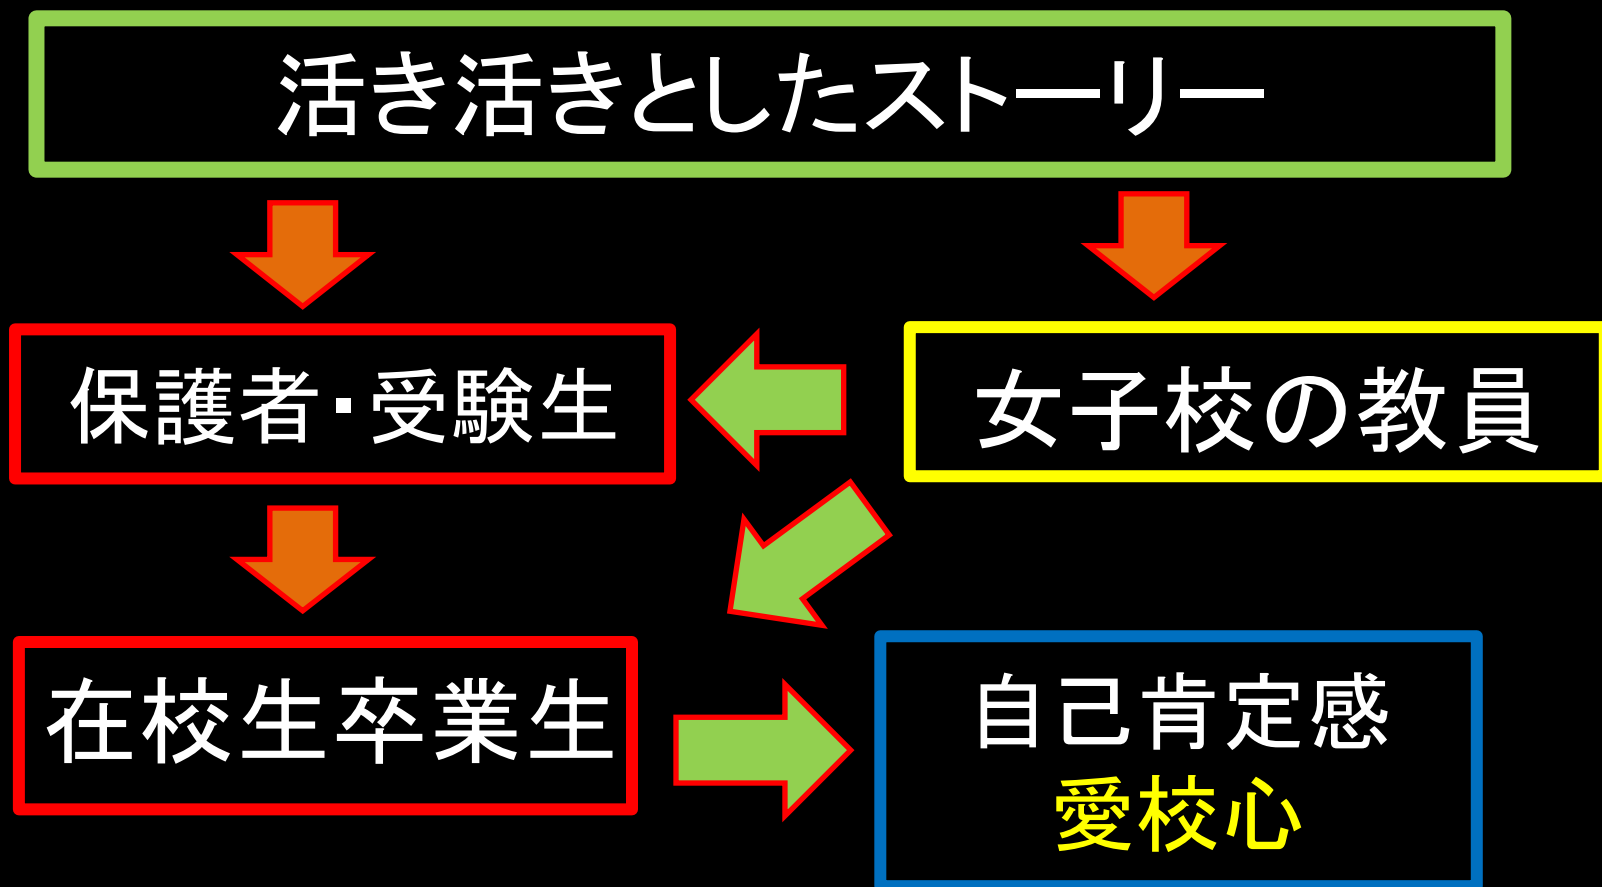 活き活きとしたストーリー
保護者・受験生
女子校の教員
在校生卒業生
自己肯定感
愛校心